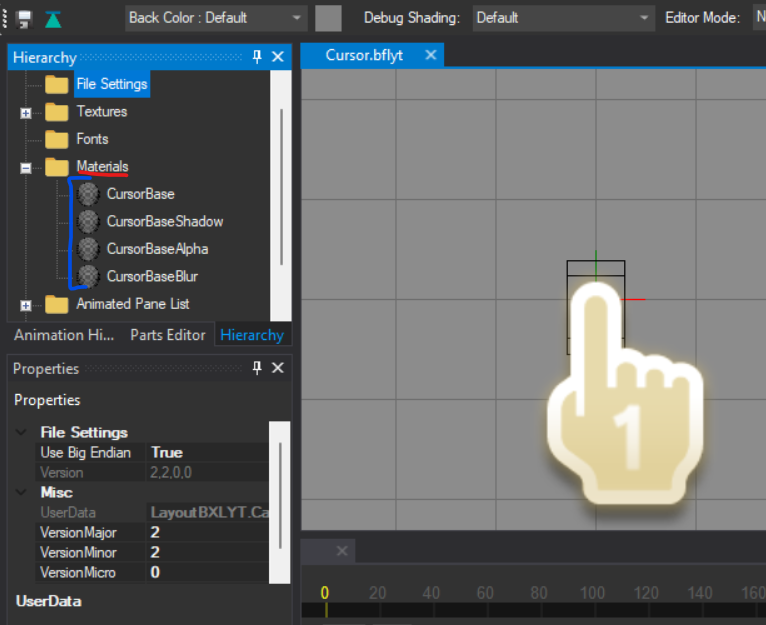 Back Color : Default
Debug Shading:
Default
Editor Mode:
N
Hierarchy
Cursor.bflyt
File Settings
Textures
Fonts
Materials
CursorBase
CursorBaseShadow
CursorBaseAlpha
CursorBaseBlur
Animated Pane List
1
Animation Hi...
Parts Editor
Hierarchy
Properties
Properties
File Settings
Use Big Endian True
Version 2,2,0,0
Misc
UserData LayoutBXLYT.Ca
VersionMajor 2
VersionMinor 2
VersionMicro 0
UserData
0 20 40 60 80 100 120 140 160